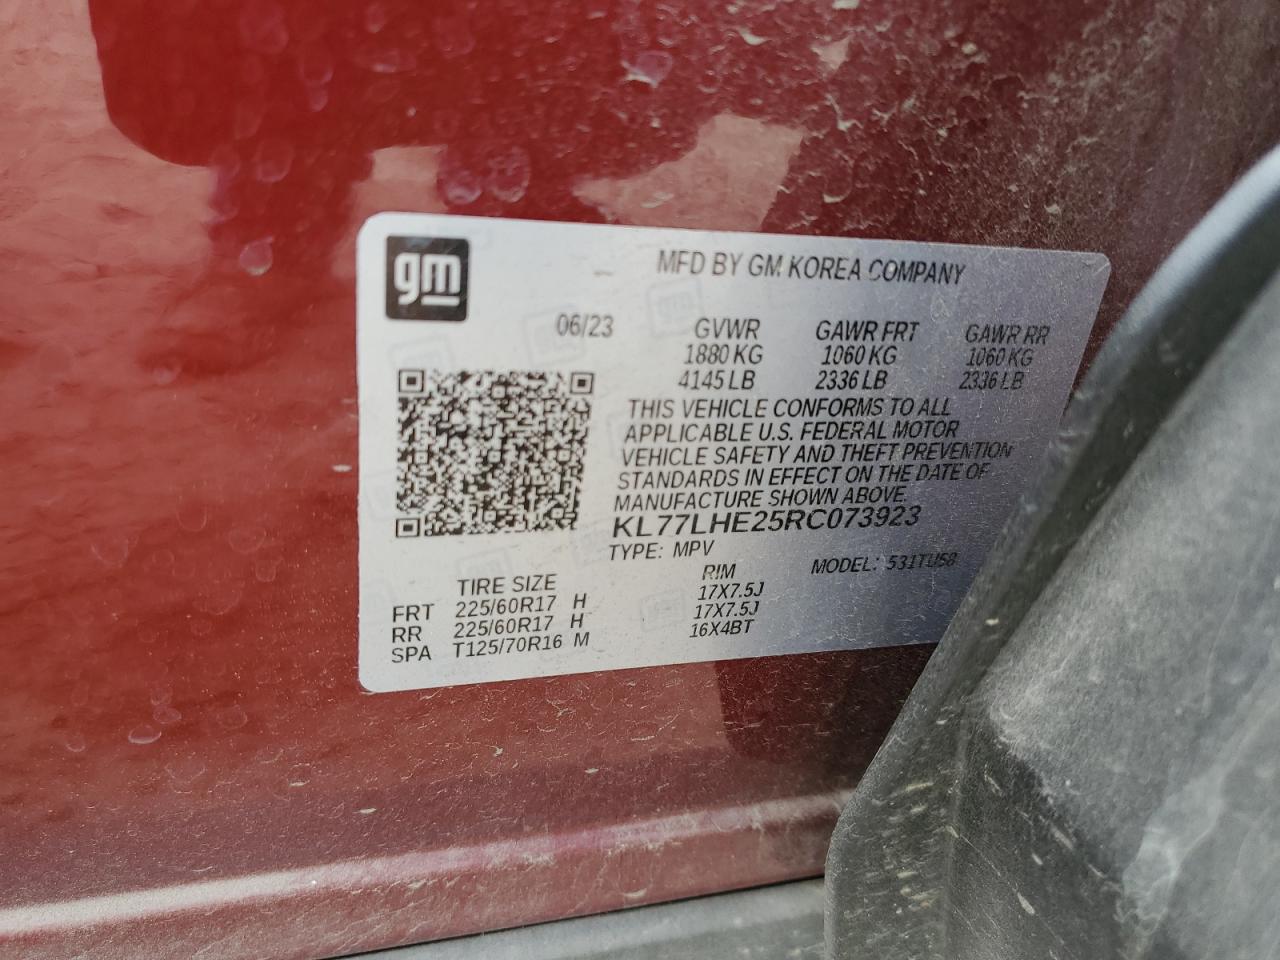 gm
MFD BY GM KOREA COMPANY
06/23 GVWR GAWR FRT GAWR RR
1880 KG 1060 KG 1060 KG
4145 LB 2336 LB 2336 LB
THIS VEHICLE CONFORMS TO ALL
APPLICABLE U.S. FEDERAL MOTOR
VEHICLE SAFETY AND THEFT PREVENTION
STANDARDS IN EFFECT ON THE DATE OF
MANUFACTURE SHOWN ABOVE.
KL77LHE25RC073923
TYPE: MPV MODEL: 531TU58
TIRE SIZE RIM
FRT 225/60R17 H 17X7.5J
RR 225/60R17 H 17X7.5J
SPA T125/70R16 M 16X4BT